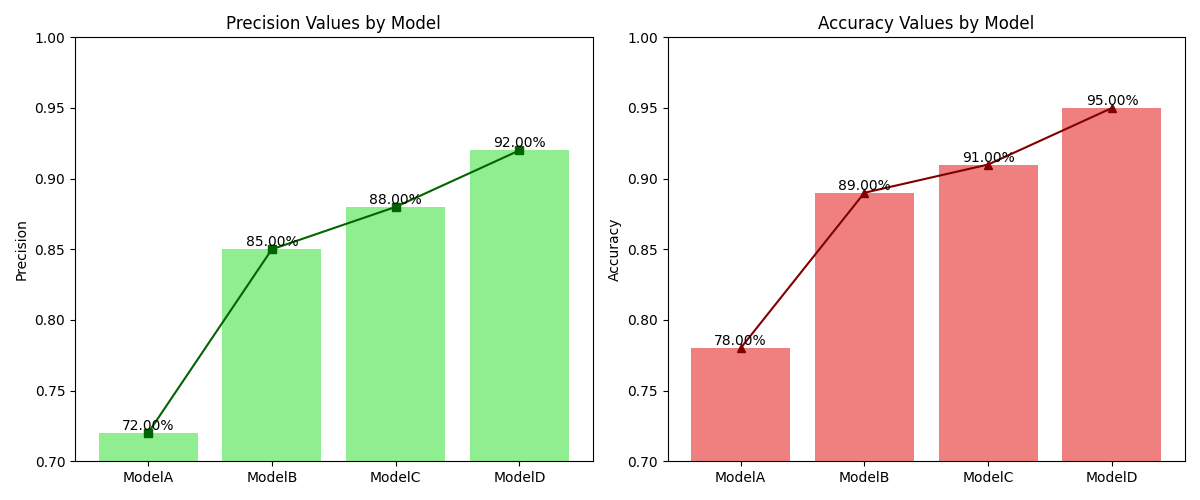 Precision Values by Model
1.00
0.95
0.90
0.85
0.80
0.75
0.70
Precision
72.00%
85.00%
88.00%
92.00%
ModelA
ModelB
ModelC
ModelD
Accuracy Values by Model
1.00
0.95
0.90
0.85
0.80
0.75
0.70
Accuracy
78.00%
89.00%
91.00%
95.00%
ModelA
ModelB
ModelC
ModelD